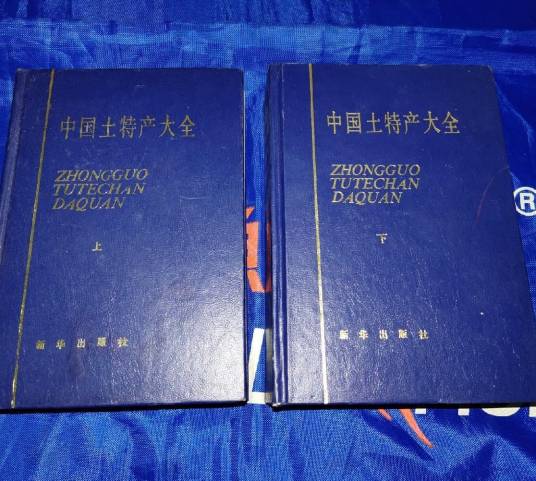 中国土特产大全
ZHONGGUO
TUTECHAN
DAQUAN
上
新华出版社
中国土特产大全
ZHONGGUO
TUTECHAN
DAQUAN
下
新华出版社
®